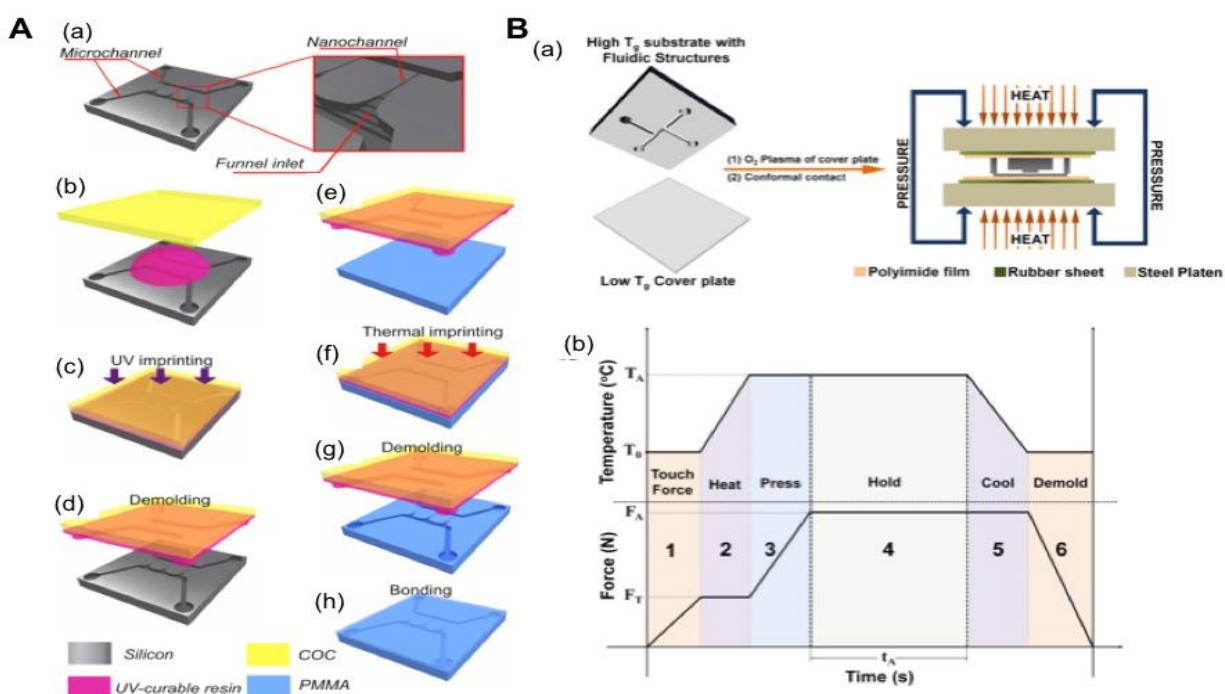 A
(a)
Microchannel
Nanochannel
Funnel inlet
(b)
(c)
UV imprinting
(d)
Demolding
(e)
Thermal imprinting
(f)
(g)
Demolding
(h)
Bonding
Silicon
COC
UV-curable resin
PMMA
B
(a)
High Tg substrate with
Fluidic Structures
(1) O2 Plasma of cover plate
(2) Conformal contact
Low Tg Cover plate
HEAT
PRESSURE
PRESSURE
HEAT
Polyimide film
Rubber sheet
Steel Platen
(b)
Temperature (°C)
TA
T0
Touch
Force
Heat
Press
Hold
Cool
Demold
Force (N)
FA
FT
1
2
3
4
5
6
tA
Time (s)